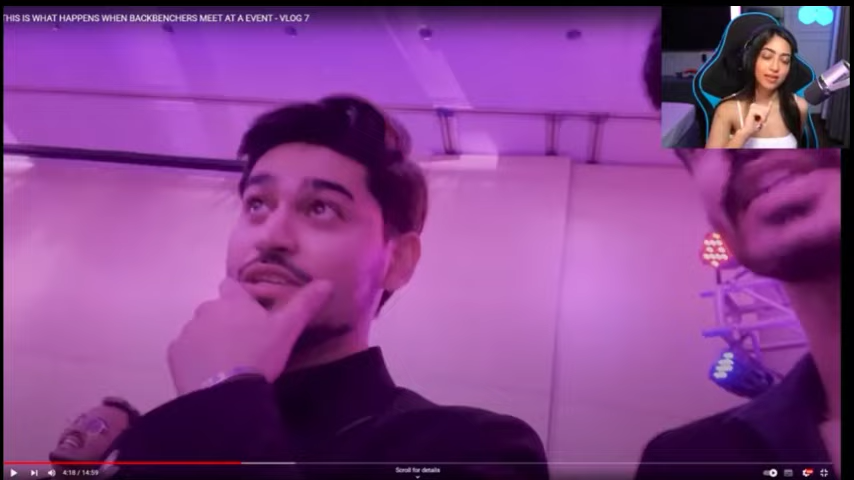 THIS IS WHAT HAPPENS WHEN BACKBENCHERS MEET AT A EVENT - VLOG 7
4:18 / 14:59
Scroll for details